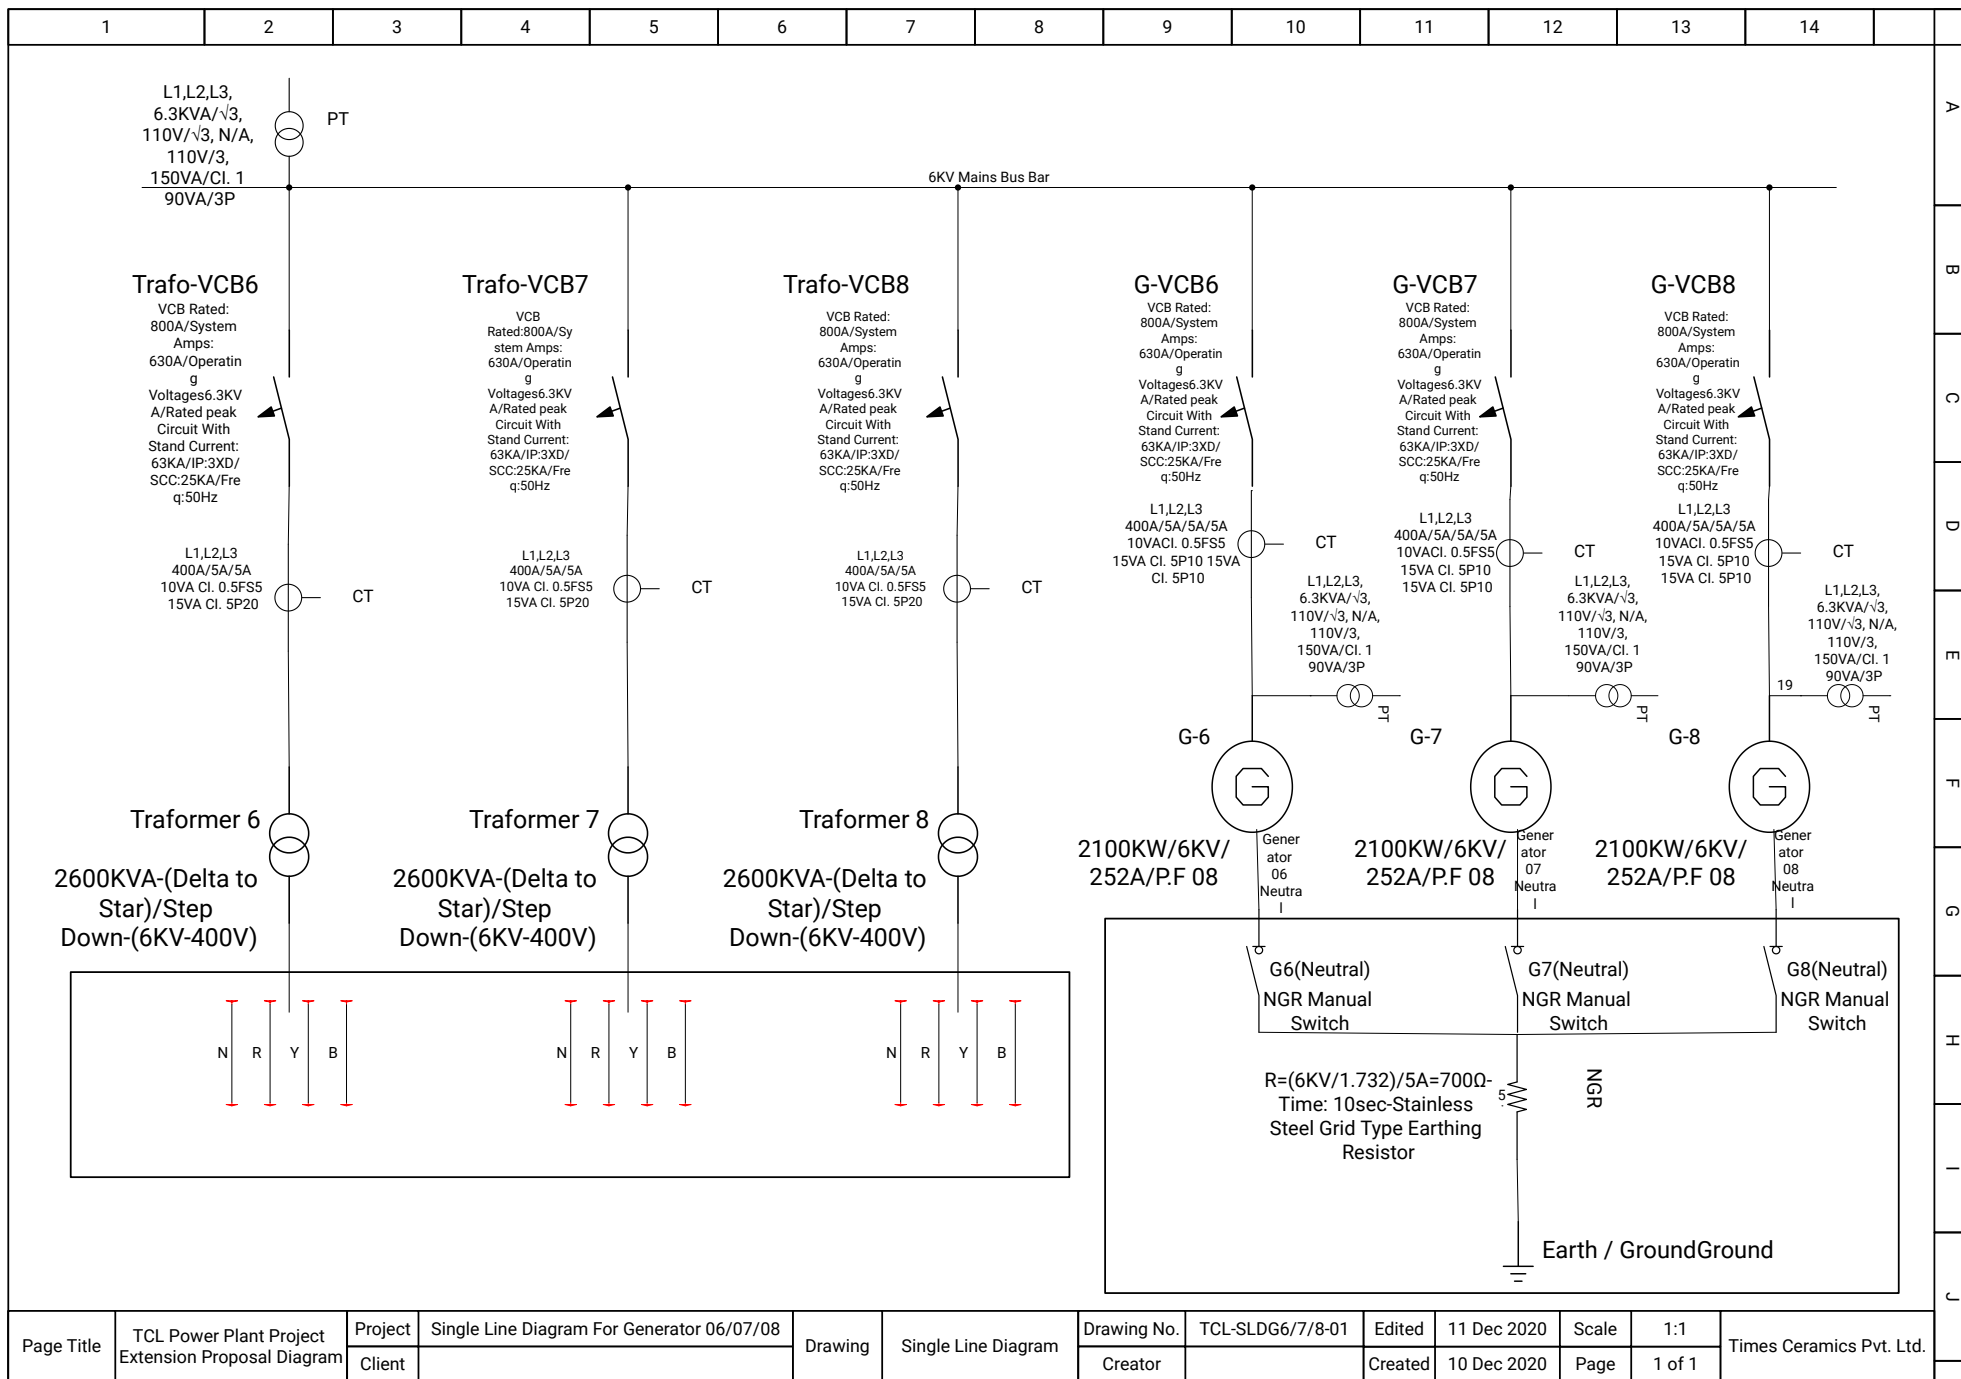 1 2 3 4 5 6 7 8 9 10 11 12 13 14
A
B
C
D
E
F
G
H
I
J
L1,L2,L3,
6.3KVA/√3,
110V/√3, N/A,
110V/3,
150VA/Cl. 1
90VA/3P
PT
6KV Mains Bus Bar
Trafo-VCB6
VCB Rated:
800A/System
Amps:
630A/Operatin
g
Voltages6.3KV
A/Rated peak
Circuit With
Stand Current:
63KA/IP:3XD/
SCC:25KA/Fre
q:50Hz
L1,L2,L3
400A/5A/5A
10VA Cl. 0.5FS5
15VA Cl. 5P20
CT
Traformer 6
2600KVA-(Delta to
Star)/Step
Down-(6KV-400V)
N R Y B
Trafo-VCB7
VCB
Rated:800A/Sy
stem Amps:
630A/Operatin
g
Voltages6.3KV
A/Rated peak
Circuit With
Stand Current:
63KA/IP:3XD/
SCC:25KA/Fre
q:50Hz
L1,L2,L3
400A/5A/5A
10VA Cl. 0.5FS5
15VA Cl. 5P20
CT
Traformer 7
2600KVA-(Delta to
Star)/Step
Down-(6KV-400V)
N R Y B
Trafo-VCB8
VCB Rated:
800A/System
Amps:
630A/Operatin
g
Voltages6.3KV
A/Rated peak
Circuit With
Stand Current:
63KA/IP:3XD/
SCC:25KA/Fre
q:50Hz
L1,L2,L3
400A/5A/5A
10VA Cl. 0.5FS5
15VA Cl. 5P20
CT
Traformer 8
2600KVA-(Delta to
Star)/Step
Down-(6KV-400V)
N R Y B
G-VCB6
VCB Rated:
800A/System
Amps:
630A/Operatin
g
Voltages6.3KV
A/Rated peak
Circuit With
Stand Current:
63KA/IP:3XD/
SCC:25KA/Fre
q:50Hz
L1,L2,L3
400A/5A/5A/5A
10VACl. 0.5FS5
15VA Cl. 5P10 15VA
Cl. 5P10
CT
L1,L2,L3,
6.3KVA/√3,
110V/√3, N/A,
110V/3,
150VA/Cl. 1
90VA/3P
PT
G-6
G
2100KW/6KV/
252A/P.F 08
Gener
ator
06
Neutra
l
G6(Neutral)
NGR Manual
Switch
G-VCB7
VCB Rated:
800A/System
Amps:
630A/Operatin
g
Voltages6.3KV
A/Rated peak
Circuit With
Stand Current:
63KA/IP:3XD/
SCC:25KA/Fre
q:50Hz
L1,L2,L3
400A/5A/5A/5A
10VACl. 0.5FS5
15VA Cl. 5P10
15VA Cl. 5P10
CT
L1,L2,L3,
6.3KVA/√3,
110V/√3, N/A,
110V/3,
150VA/Cl. 1
90VA/3P
PT
G-7
G
2100KW/6KV/
252A/P.F 08
Gener
ator
07
Neutra
l
G7(Neutral)
NGR Manual
Switch
G-VCB8
VCB Rated:
800A/System
Amps:
630A/Operatin
g
Voltages6.3KV
A/Rated peak
Circuit With
Stand Current:
63KA/IP:3XD/
SCC:25KA/Fre
q:50Hz
L1,L2,L3
400A/5A/5A/5A
10VACl. 0.5FS5
15VA Cl. 5P10
15VA Cl. 5P10
CT
L1,L2,L3,
6.3KVA/√3,
110V/√3, N/A,
110V/3,
150VA/Cl. 1
90VA/3P
19
PT
G-8
G
2100KW/6KV/
252A/P.F 08
Gener
ator
08
Neutra
l
G8(Neutral)
NGR Manual
Switch
R=(6KV/1.732)/5A=700Ω-
Time: 10sec-Stainless
Steel Grid Type Earthing
Resistor
5
NGR
Earth / GroundGround
Page Title
TCL Power Plant Project
Extension Proposal Diagram
Project Single Line Diagram For Generator 06/07/08
Client
Drawing Single Line Diagram
Drawing No. TCL-SLDG6/7/8-01
Creator
Edited 11 Dec 2020
Created 10 Dec 2020
Scale 1:1
Page 1 of 1
Times Ceramics Pvt. Ltd.